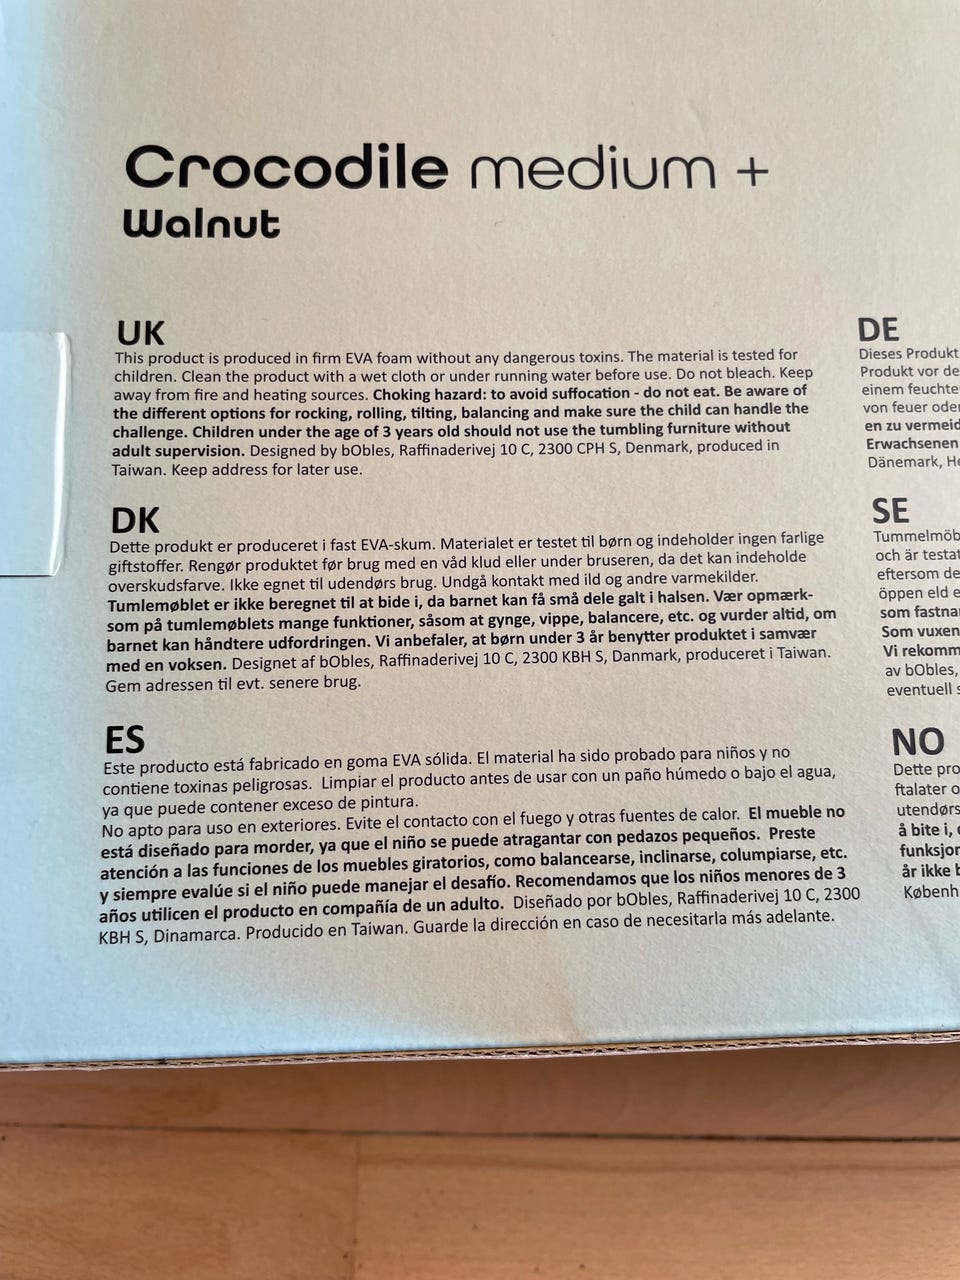 Crocodile medium +
Walnut
UK
This product is produced in firm EVA foam without any dangerous toxins. The material is tested for
children. Clean the product with a wet cloth or under running water before use. Do not bleach. Keep
away from fire and heating sources. Choking hazard: to avoid suffocation - do not eat. Be aware of
the different options for rocking, rolling, tilting, balancing and make sure the child can handle the
challenge. Children under the age of 3 years old should not use the tumbling furniture without
adult supervision. Designed by bObles, Raffinaderivej 10 C, 2300 CPH S, Denmark, produced in
Taiwan. Keep address for later use.
DK
Dette produkt er produceret i fast EVA-skum. Materialet er testet til børn og indeholder ingen farlige
giftstoffer. Rengør produktet før brug med en våd klud eller under bruseren, da det kan indeholde
overskudsfarve. Ikke egnet til udendørs brug. Undgå kontakt med ild og andre varmekilder.
Tumlemøblet er ikke beregnet til at bide i, da barnet kan få små dele galt i halsen. Vær opmærk-
som på tumlemøblets mange funktioner, såsom at gynge, vippe, balancere, etc. og vurder altid, om
barnet kan håndtere udfordringen. Vi anbefaler, at børn under 3 år benytter produktet i samvær
med en voksen. Designet af bObles, Raffinaderivej 10 C, 2300 KBH S, Danmark, produceret i Taiwan.
Gem adressen til evt. senere brug.
ES
Este producto está fabricado en goma EVA sólida. El material ha sido probado para niños y no
contiene toxinas peligrosas. Limpiar el producto antes de usar con un paño húmedo o bajo el agua,
ya que puede contener exceso de pintura.
No apto para uso en exteriores. Evite el contacto con el fuego y otras fuentes de calor. El mueble no
está diseñado para morder, ya que el niño se puede atragantar con pedazos pequeños. Preste
atención a las funciones de los muebles giratorios, como balancearse, inclinarse, columpiarse, etc.
y siempre evalúe si el niño puede manejar el desafío. Recomendamos que los niños menores de 3
años utilicen el producto en compañía de un adulto. Diseñado por bObles, Raffinaderivej 10 C, 2300
KBH S, Dinamarca. Producido en Taiwan. Guarde la dirección en caso de necesitarla más adelante.
DE
Dieses Produkt
Produkt vor de
einem feuchte
von feuer ode
en zu vermeid
Erwachsenen
Dänemark, He
SE
Tummelmöb
och är testat
eftersom de
öppen eld e
som fastna
Som vuxen
Vi rekomm
av bObles,
eventuell s
NO
Dette pro
ftalater o
utendørs
å bite i,
funksjor
år ikke b
Københ